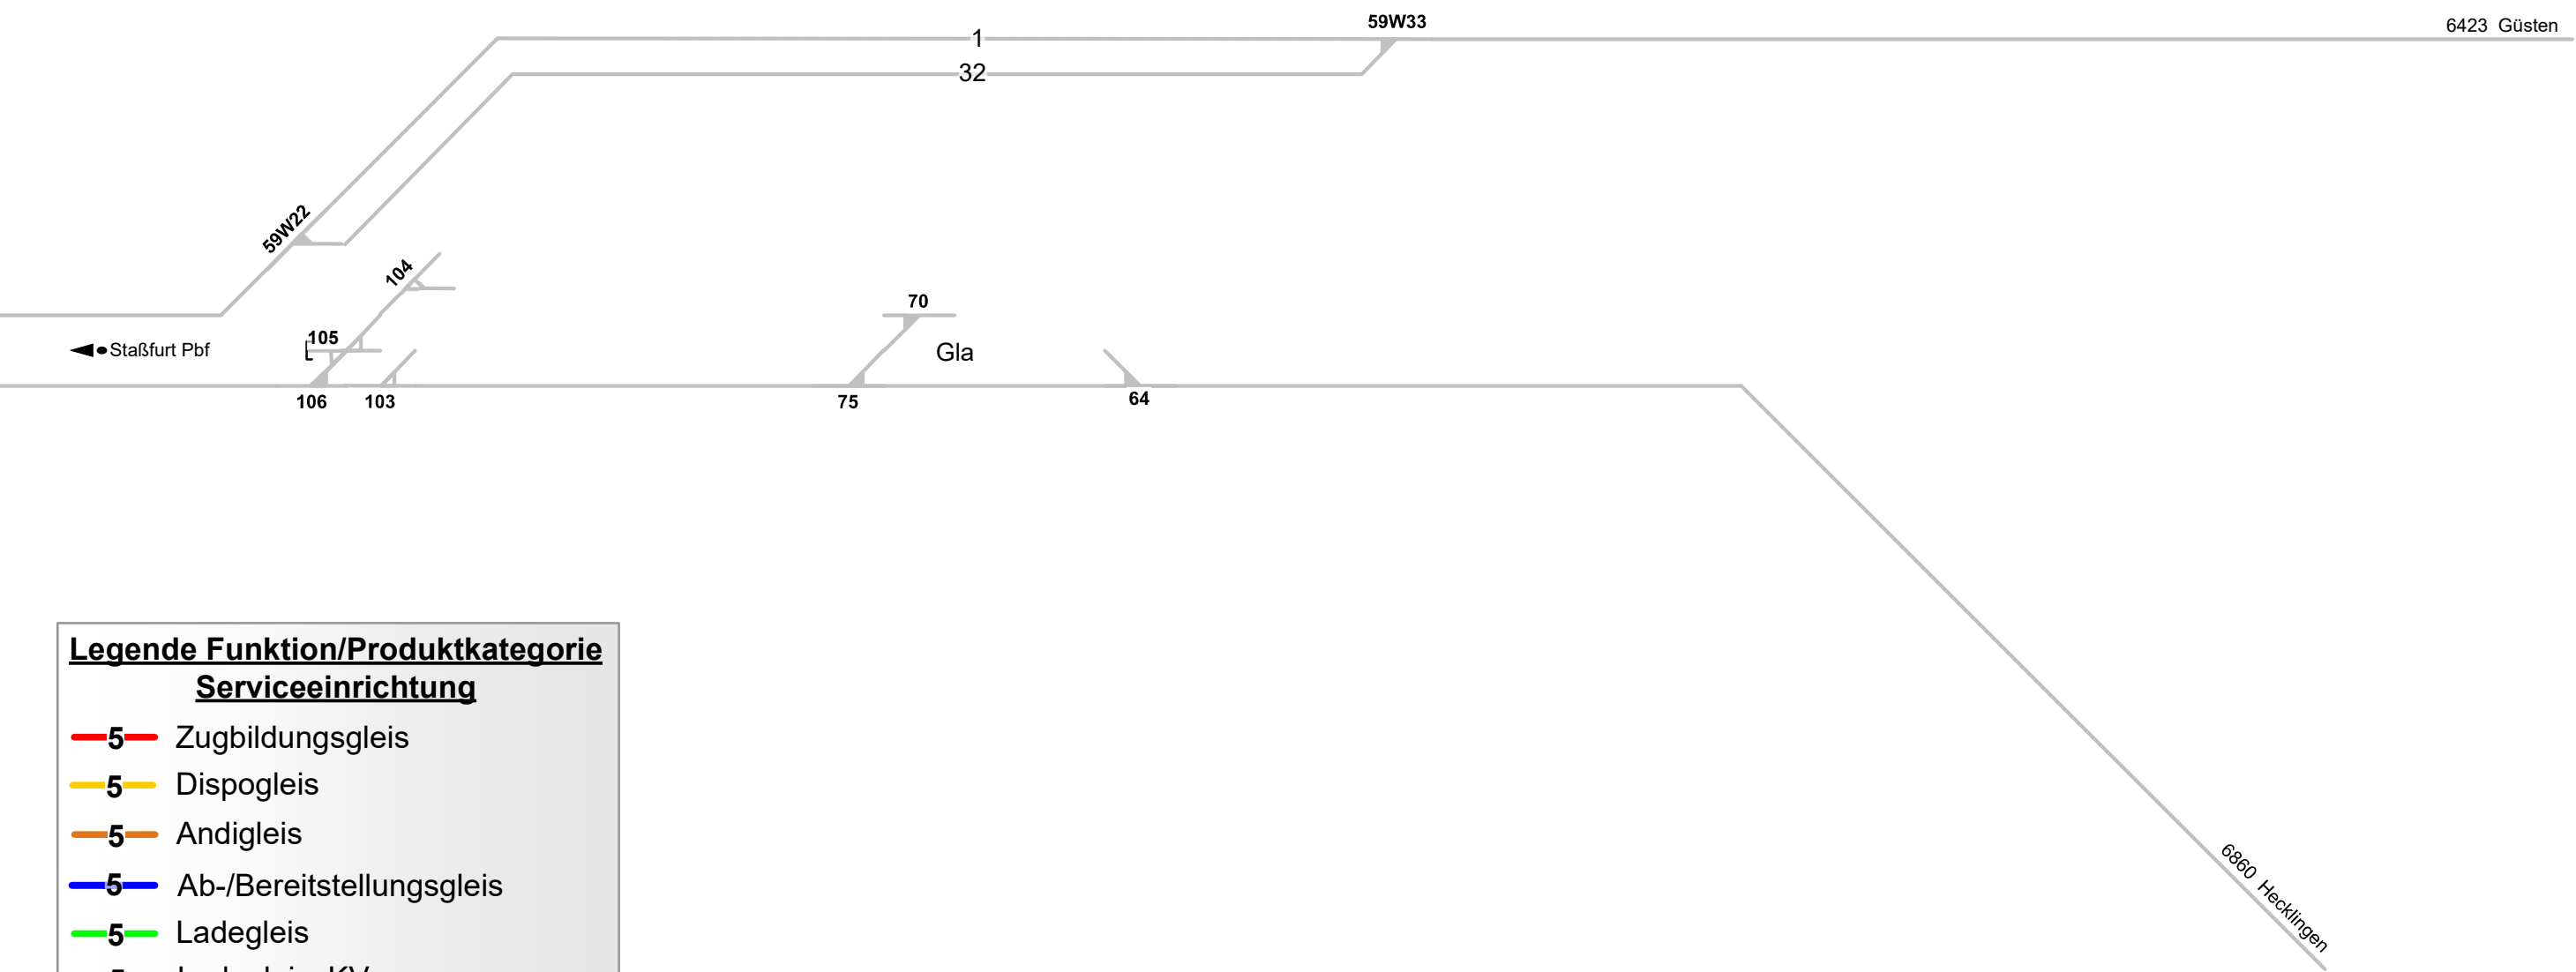 59W33
6423 Güsten
1
32
59W22
104
70
105
Staßfurt Pbf
Gla
106
103
75
64
6860 Hecklingen
Legende Funktion/Produktkategorie
Serviceeinrichtung
5 Zugbildungsgleis
5 Dispogleis
5 Andigleis
5 Ab-/Bereitstellungsgleis
5 Ladegleis